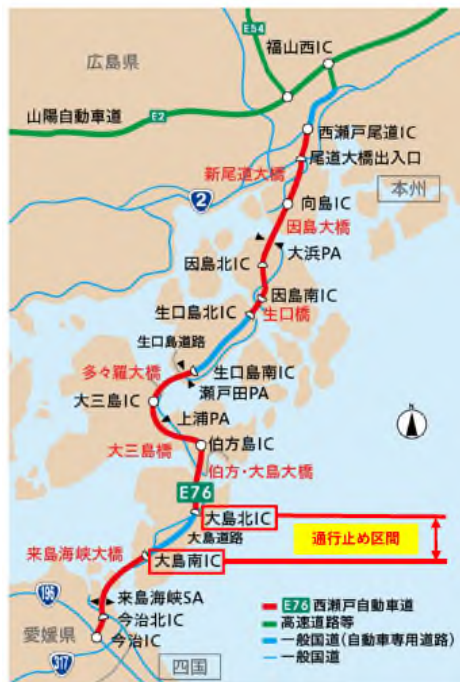 E54
広島県
福山西IC
山陽自動車道
E2
西瀬戸尾道IC
尾道大橋出入口
新尾道大橋
2
本州
向島IC
因島大橋
大浜PA
因島北IC
因島南IC
生口島北IC
生口橋
生口島道路
多々羅大橋
生口島南IC
瀬戸田PA
大三島IC
上浦PA
N
大三島橋
伯方島IC
伯方・大島大橋
E76
大島北IC
大島道路
通行止め区間
来島海峡大橋
大島南IC
196
来島海峡SA
E76 西瀬戸自動車道
今治北IC
高速道路等
愛媛県
今治IC
一般国道(自動車専用道路)
317
四国
一般国道